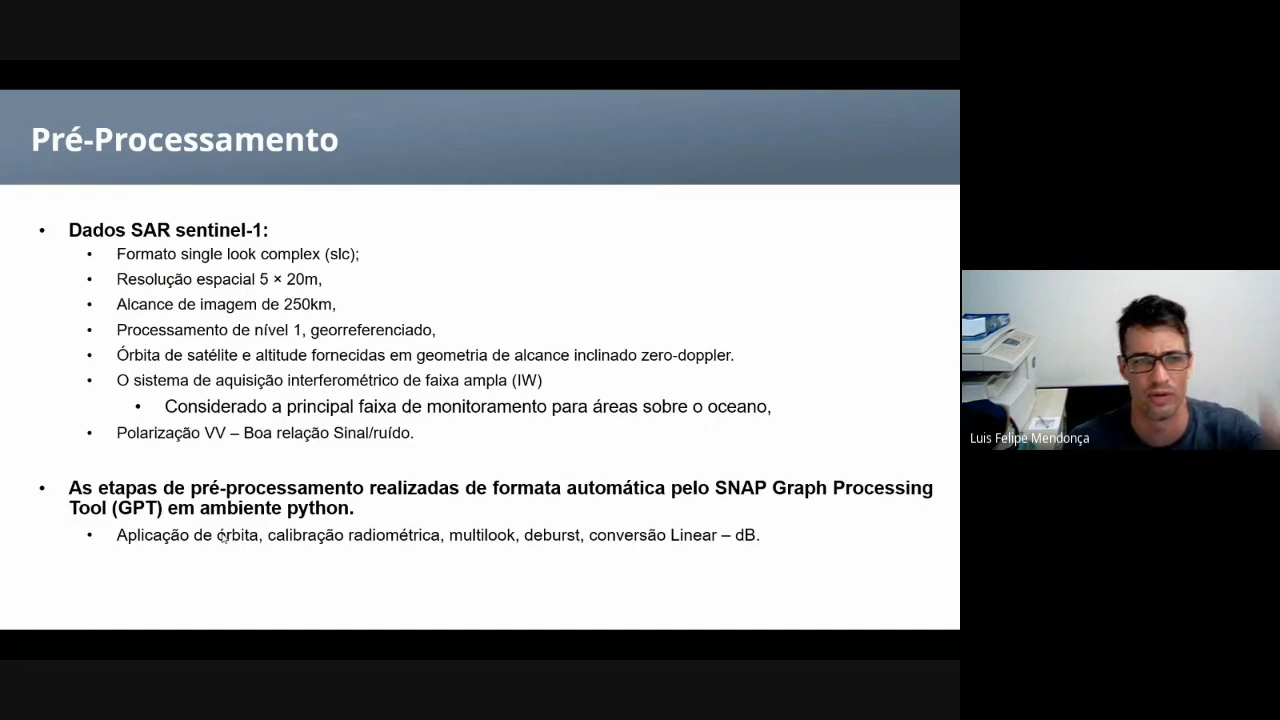 Pré-Processamento
• Dados SAR sentinel-1:
• Formato single look complex (slc);
• Resolução espacial 5 × 20m,
• Alcance de imagem de 250km,
• Processamento de nível 1, georreferenciado,
• Órbita de satélite e altitude fornecidas em geometria de alcance inclinado zero-doppler.
• O sistema de aquisição interferométrico de faixa ampla (IW)
• Considerado a principal faixa de monitoramento para áreas sobre o oceano,
• Polarização VV – Boa relação Sinal/ruído.
• As etapas de pré-processamento realizadas de formata automática pelo SNAP Graph Processing
Tool (GPT) em ambiente python.
• Aplicação de órbita, calibração radiométrica, multilook, deburst, conversão Linear – dB.
Luis Felipe Mendonça